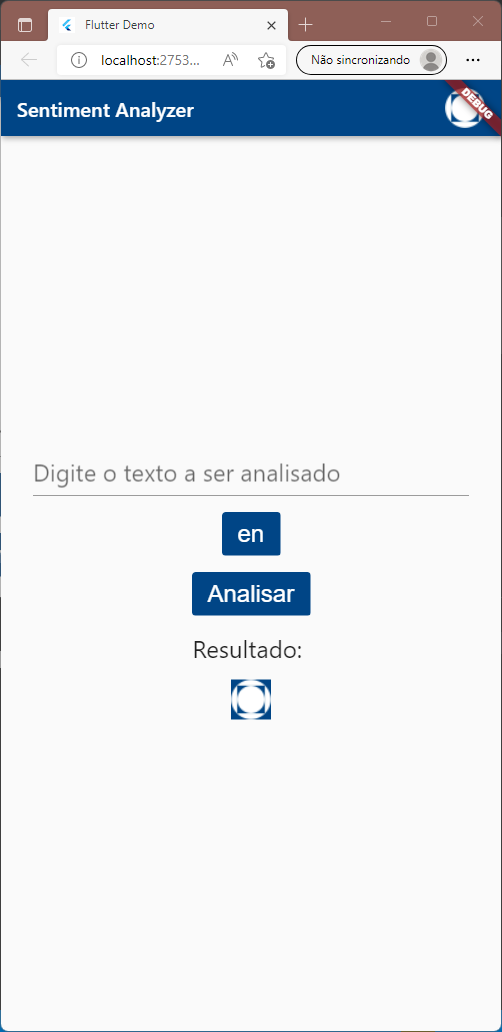 Flutter Demo
localhost:2753...
Não sincronizando
Sentiment Analyzer
DEBUG
Digite o texto a ser analisado
en
Analisar
Resultado: